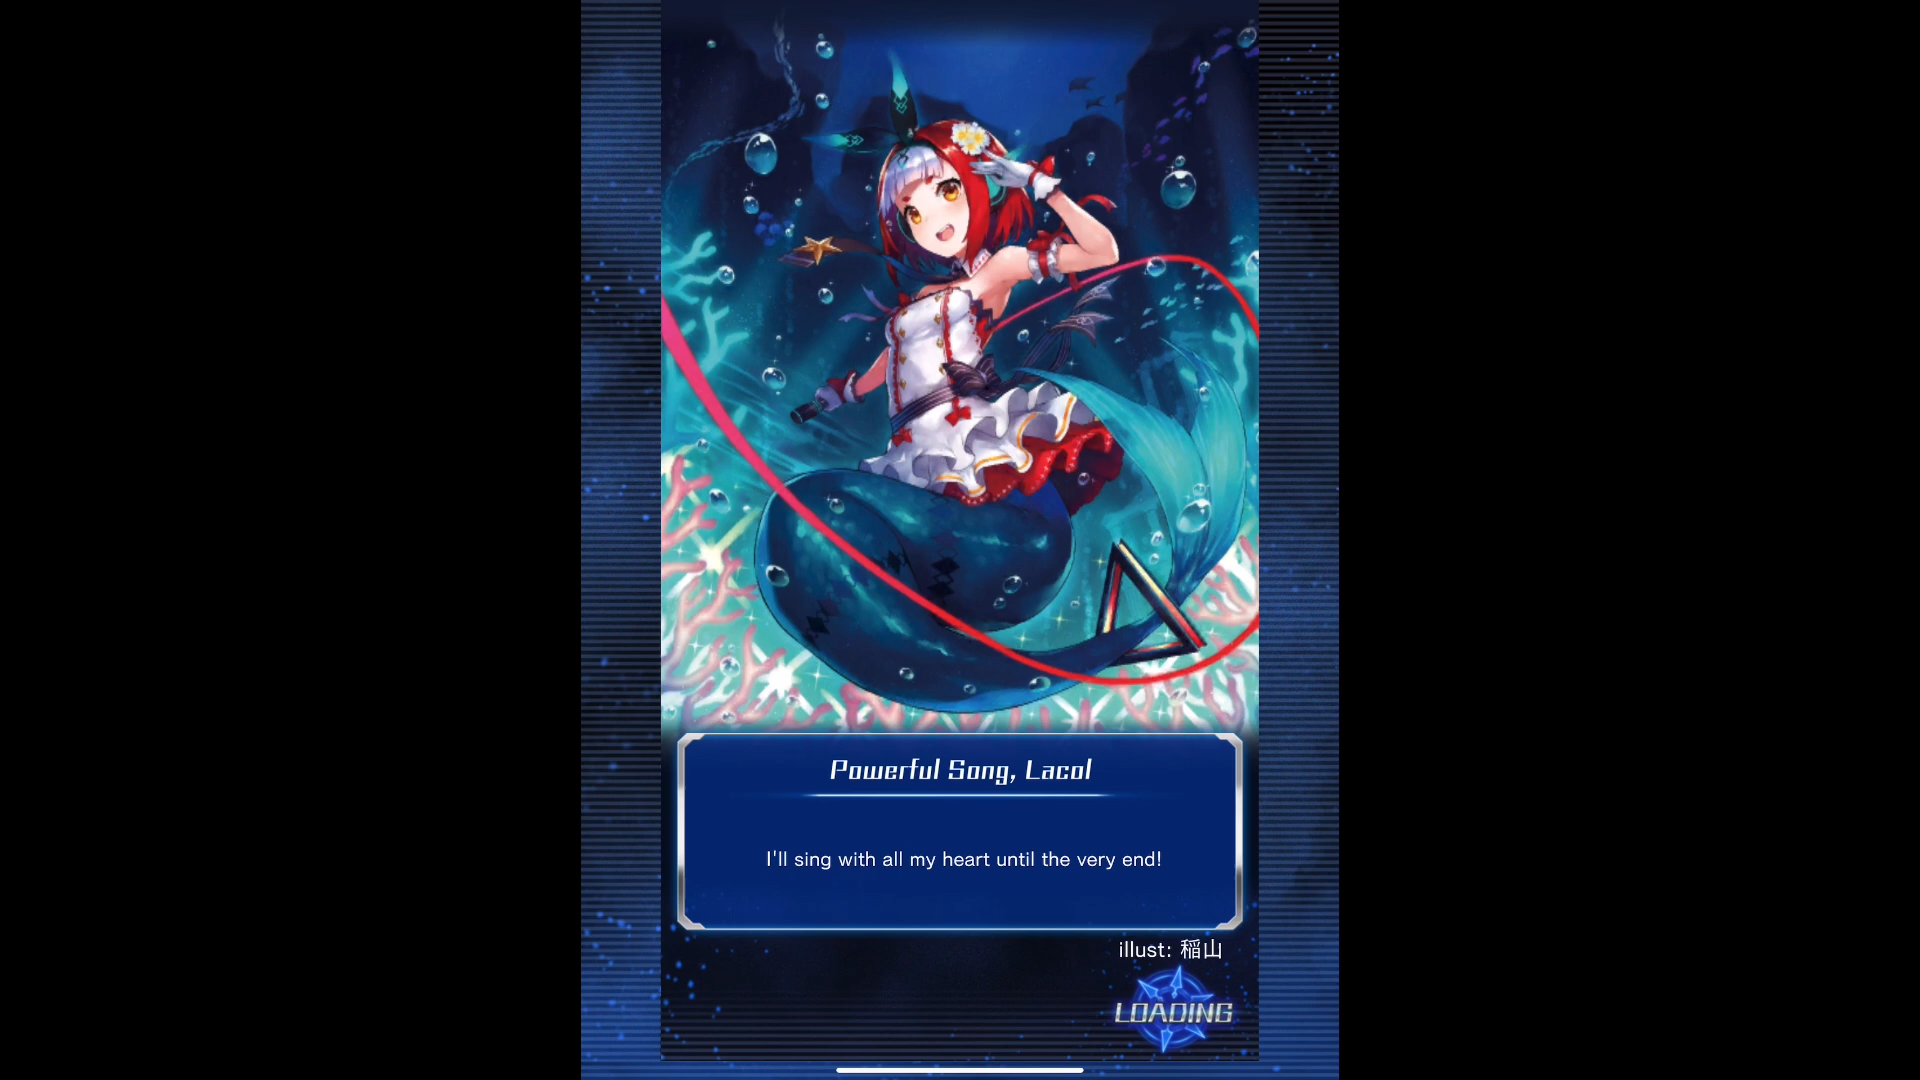 Powerful Song, Lacol
I'll sing with all my heart until the very end!
illust: 稲山
LOADING